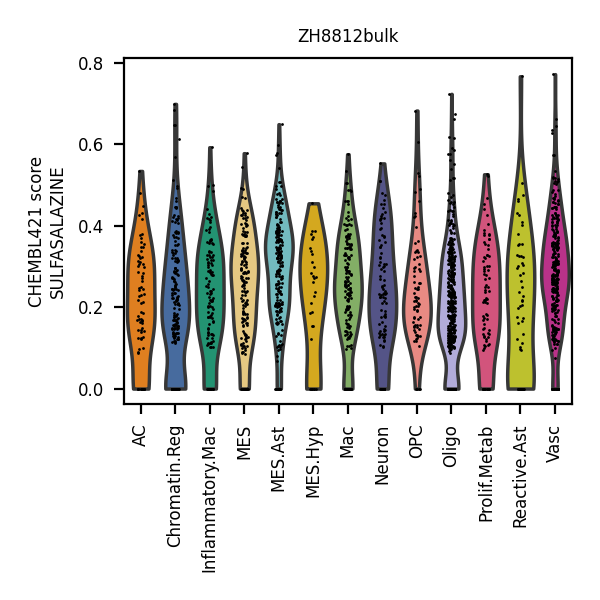 ZH8812bulk
CHEMBL421 score
SULFASALAZINE
0.8
0.6
0.4
0.2
0.0
AC
Chromatin.Reg
Inflammatory.Mac
MES
MES.Ast
MES.Hyp
Mac
Neuron
OPC
Oligo
Prolif.Metab
Reactive.Ast
Vasc